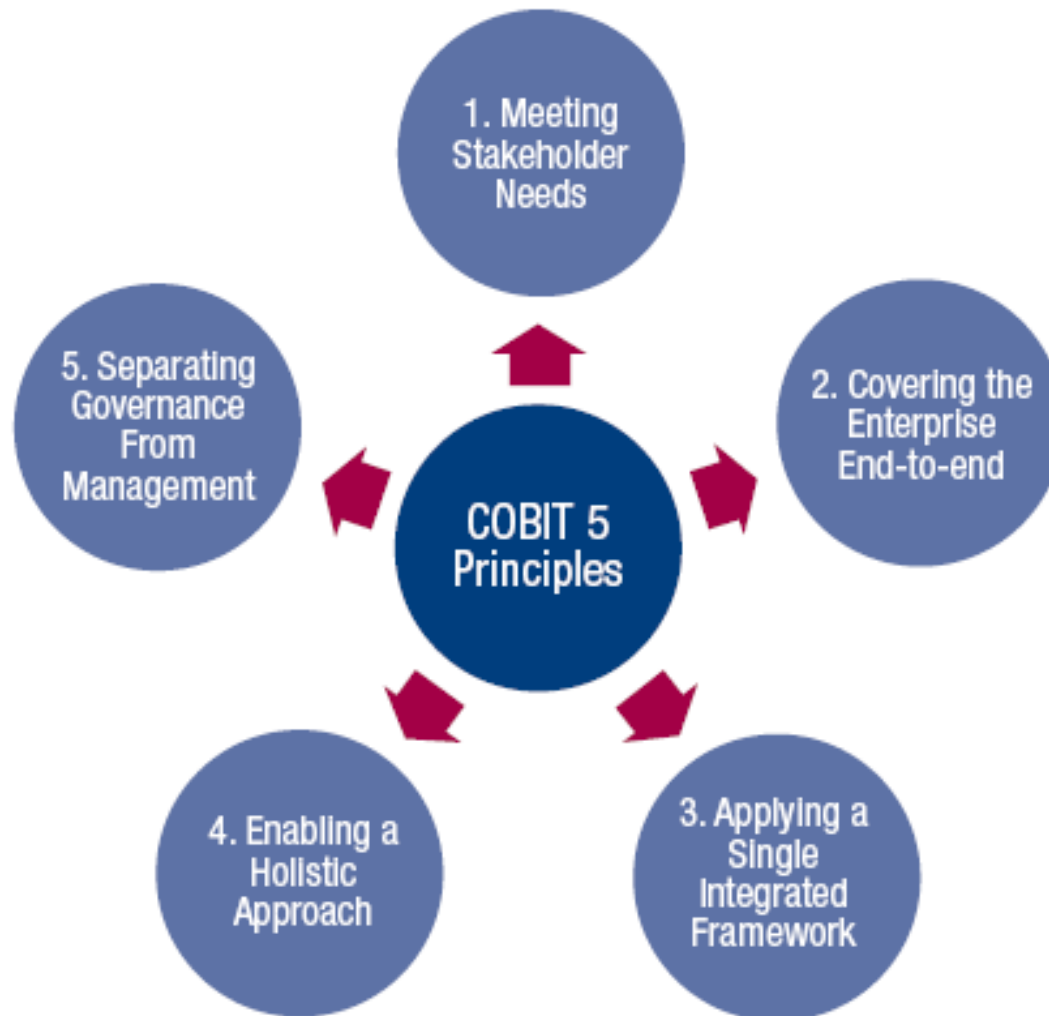 1. Meeting
Stakeholder
Needs
2. Covering the
Enterprise
End-to-end
3. Applying a
Single
Integrated
Framework
4. Enabling a
Holistic
Approach
5. Separating
Governance
From
Management
COBIT 5
Principles